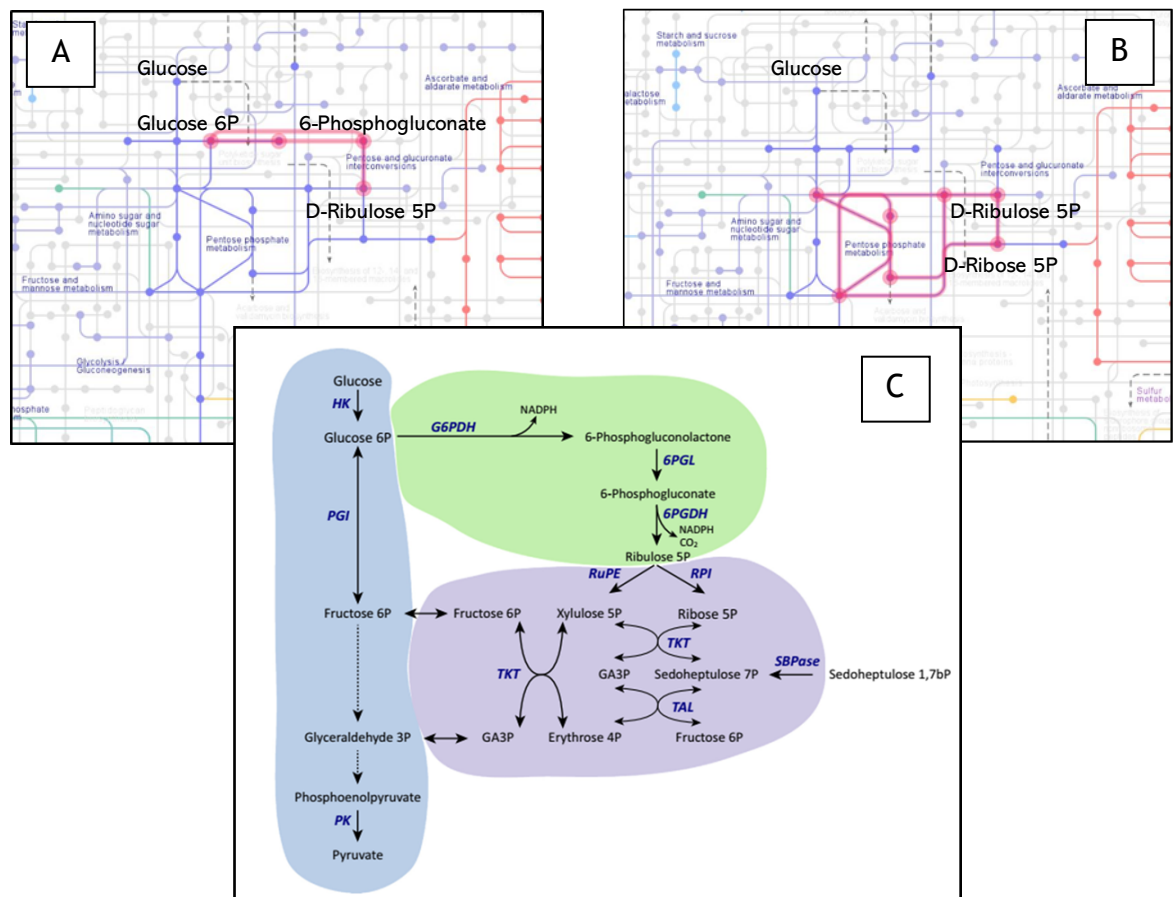 A
Glucose
Glucose 6P
6-Phosphogluconate
D-Ribulose 5P
Ascorbate and
aldarate metabolism
Pentose and glucuronate
interconversions
Amino sugar and
nucleotide sugar
metabolism
Pentose phosphate
metabolism
Fructose and
mannose metabolism
Glycolysis /
Gluconeogenesis
B
Starch and sucrose
metabolism
Glucose
metabolism
Ascorbate and
aldarate metabolism
Pentose and glucuronate
interconversions
D-Ribulose 5P
Amino sugar and
nucleotide sugar
metabolism
Pentose phosphate
metabolism
D-Ribose 5P
Fructose and
mannose metabolism
Sulfur
C
Glucose
HK
Glucose 6P
G6PDH
NADPH
6-Phosphogluconolactone
6PGL
6-Phosphogluconate
6PGDH
NADPH
CO₂
PGI
Ribulose 5P
RuPE
RPI
Fructose 6P
Fructose 6P
Xylulose 5P
Ribose 5P
TKT
TKT
GA3P
Sedoheptulose 7P
SBPase
Sedoheptulose 1,7bP
TAL
Glyceraldehyde 3P
GA3P
Erythrose 4P
Fructose 6P
Phosphoenolpyruvate
PK
Pyruvate